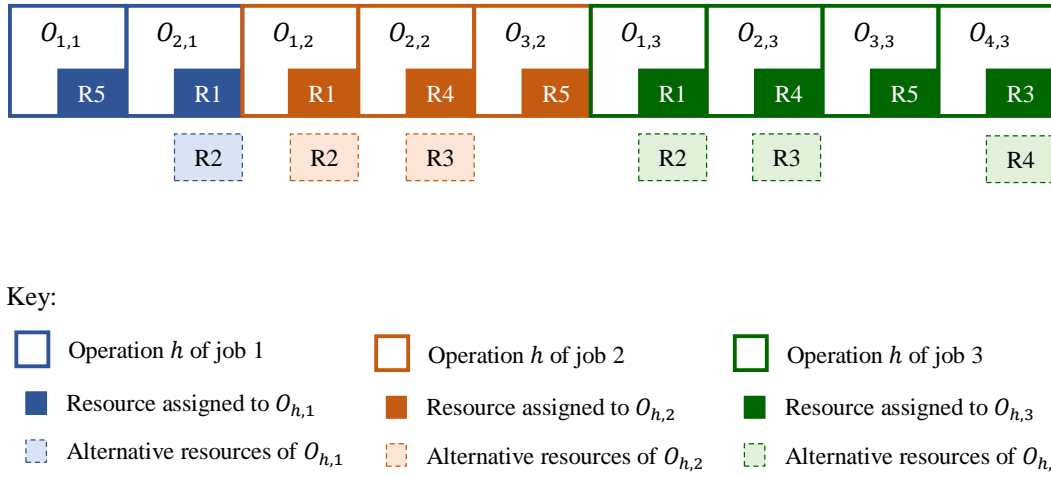 O1,1 O2,1 O1,2 O2,2 O3,2 O1,3 O2,3 O3,3 O4,3
R5 R1 R1 R4 R5 R1 R4 R5 R3
R2 R2 R3 R2 R3 R4
Key:
Operation h of job 1 Operation h of job 2 Operation h of job 3
Resource assigned to Oh,1 Resource assigned to Oh,2 Resource assigned to Oh,3
Alternative resources of Oh,1 Alternative resources of Oh,2 Alternative resources of Oh,